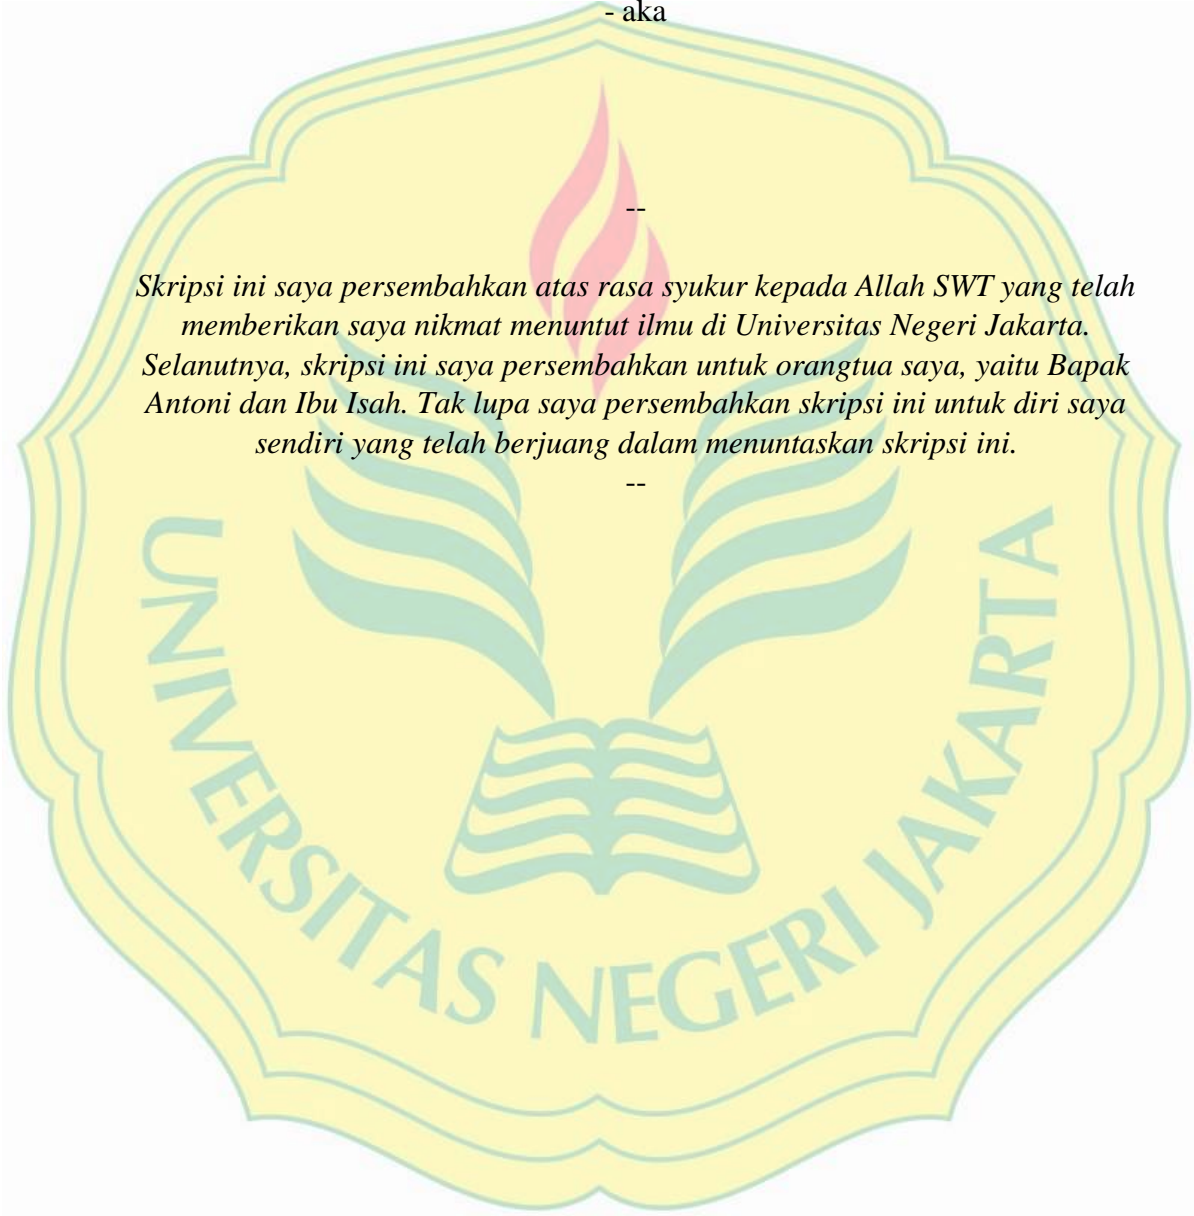 - aka
--
Skripsi ini saya persembahkan atas rasa syukur kepada Allah SWT yang telah
memberikan saya nikmat menuntut ilmu di Universitas Negeri Jakarta.
Selanutnya, skripsi ini saya persembahkan untuk orangtua saya, yaitu Bapak
Antoni dan Ibu Isah. Tak lupa saya persembahkan skripsi ini untuk diri saya
sendiri yang telah berjuang dalam menuntaskan skripsi ini.
--
UNIVERSITAS NEGERI JAKARTA